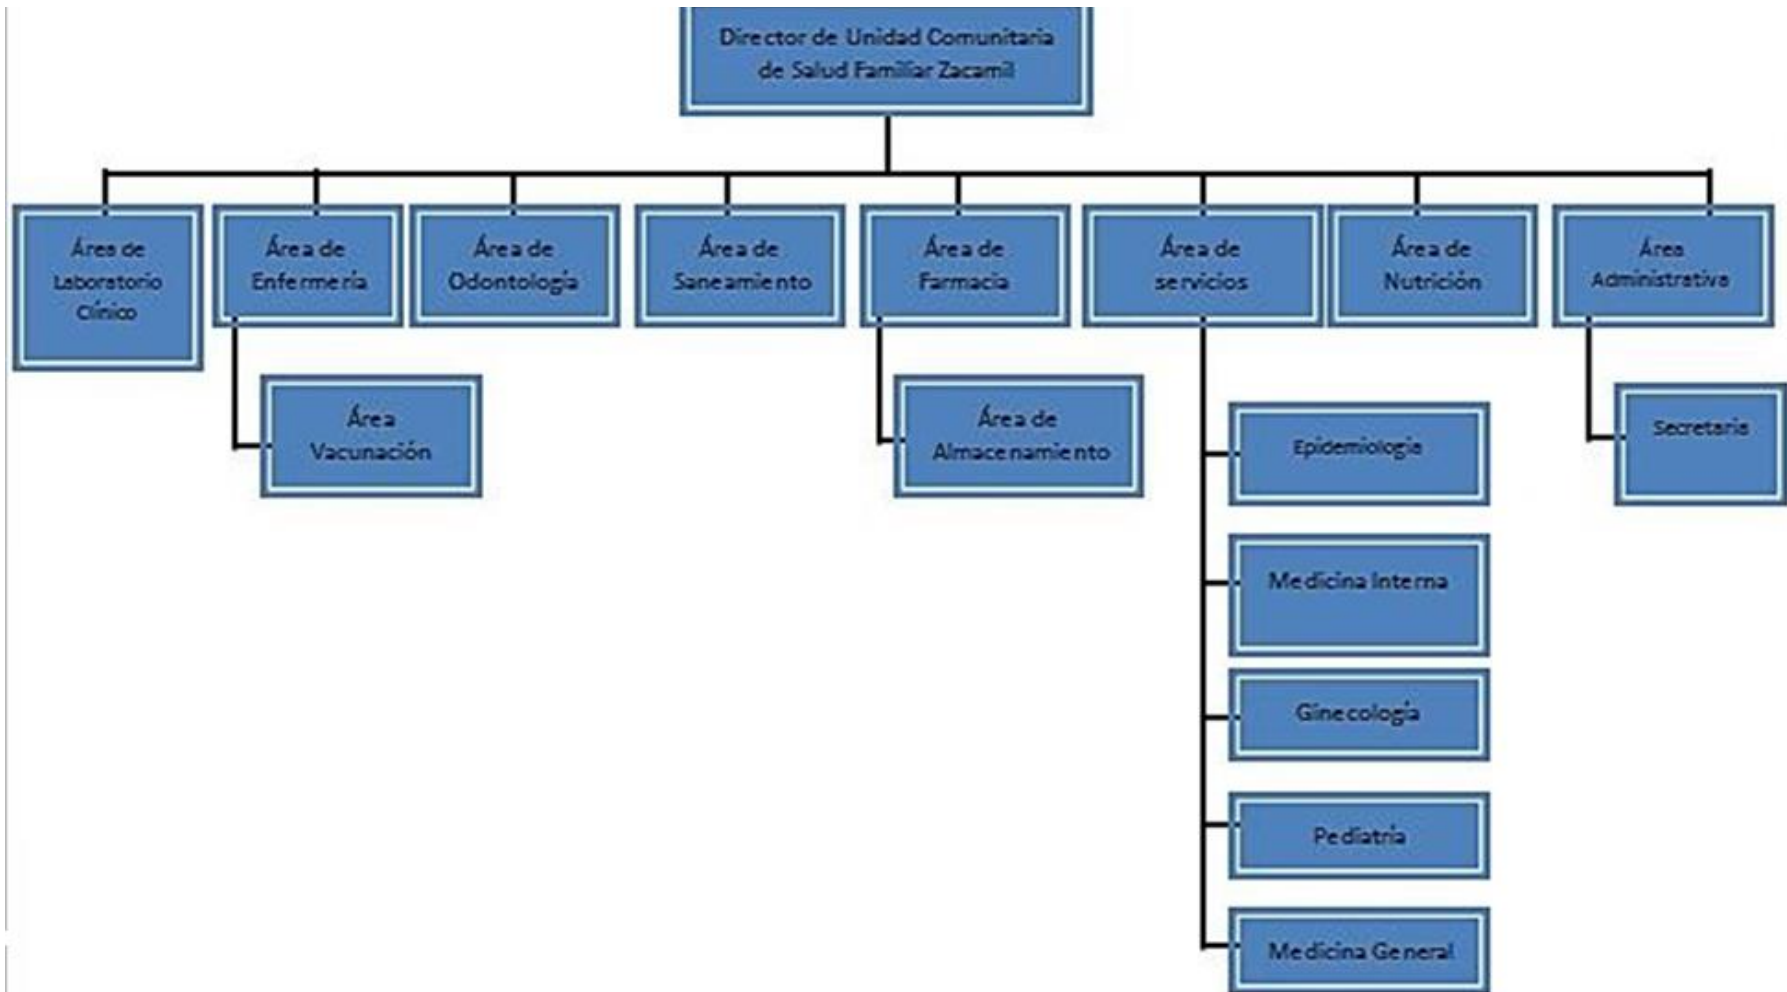 Director de Unidad Comunitaria
de Salud Familiar Zacamil
Área de
Laboratorio
Clínico
Área de
Enfermería
Área de
Odontología
Área de
Saneamiento
Área de
Farmacia
Área de
servicios
Área de
Nutrición
Área
Administrativa
Área
Vacunación
Área de
Almacenamiento
Epidemiología
Secretaria
Medicina Interna
Ginecología
Pediatría
Medicina General